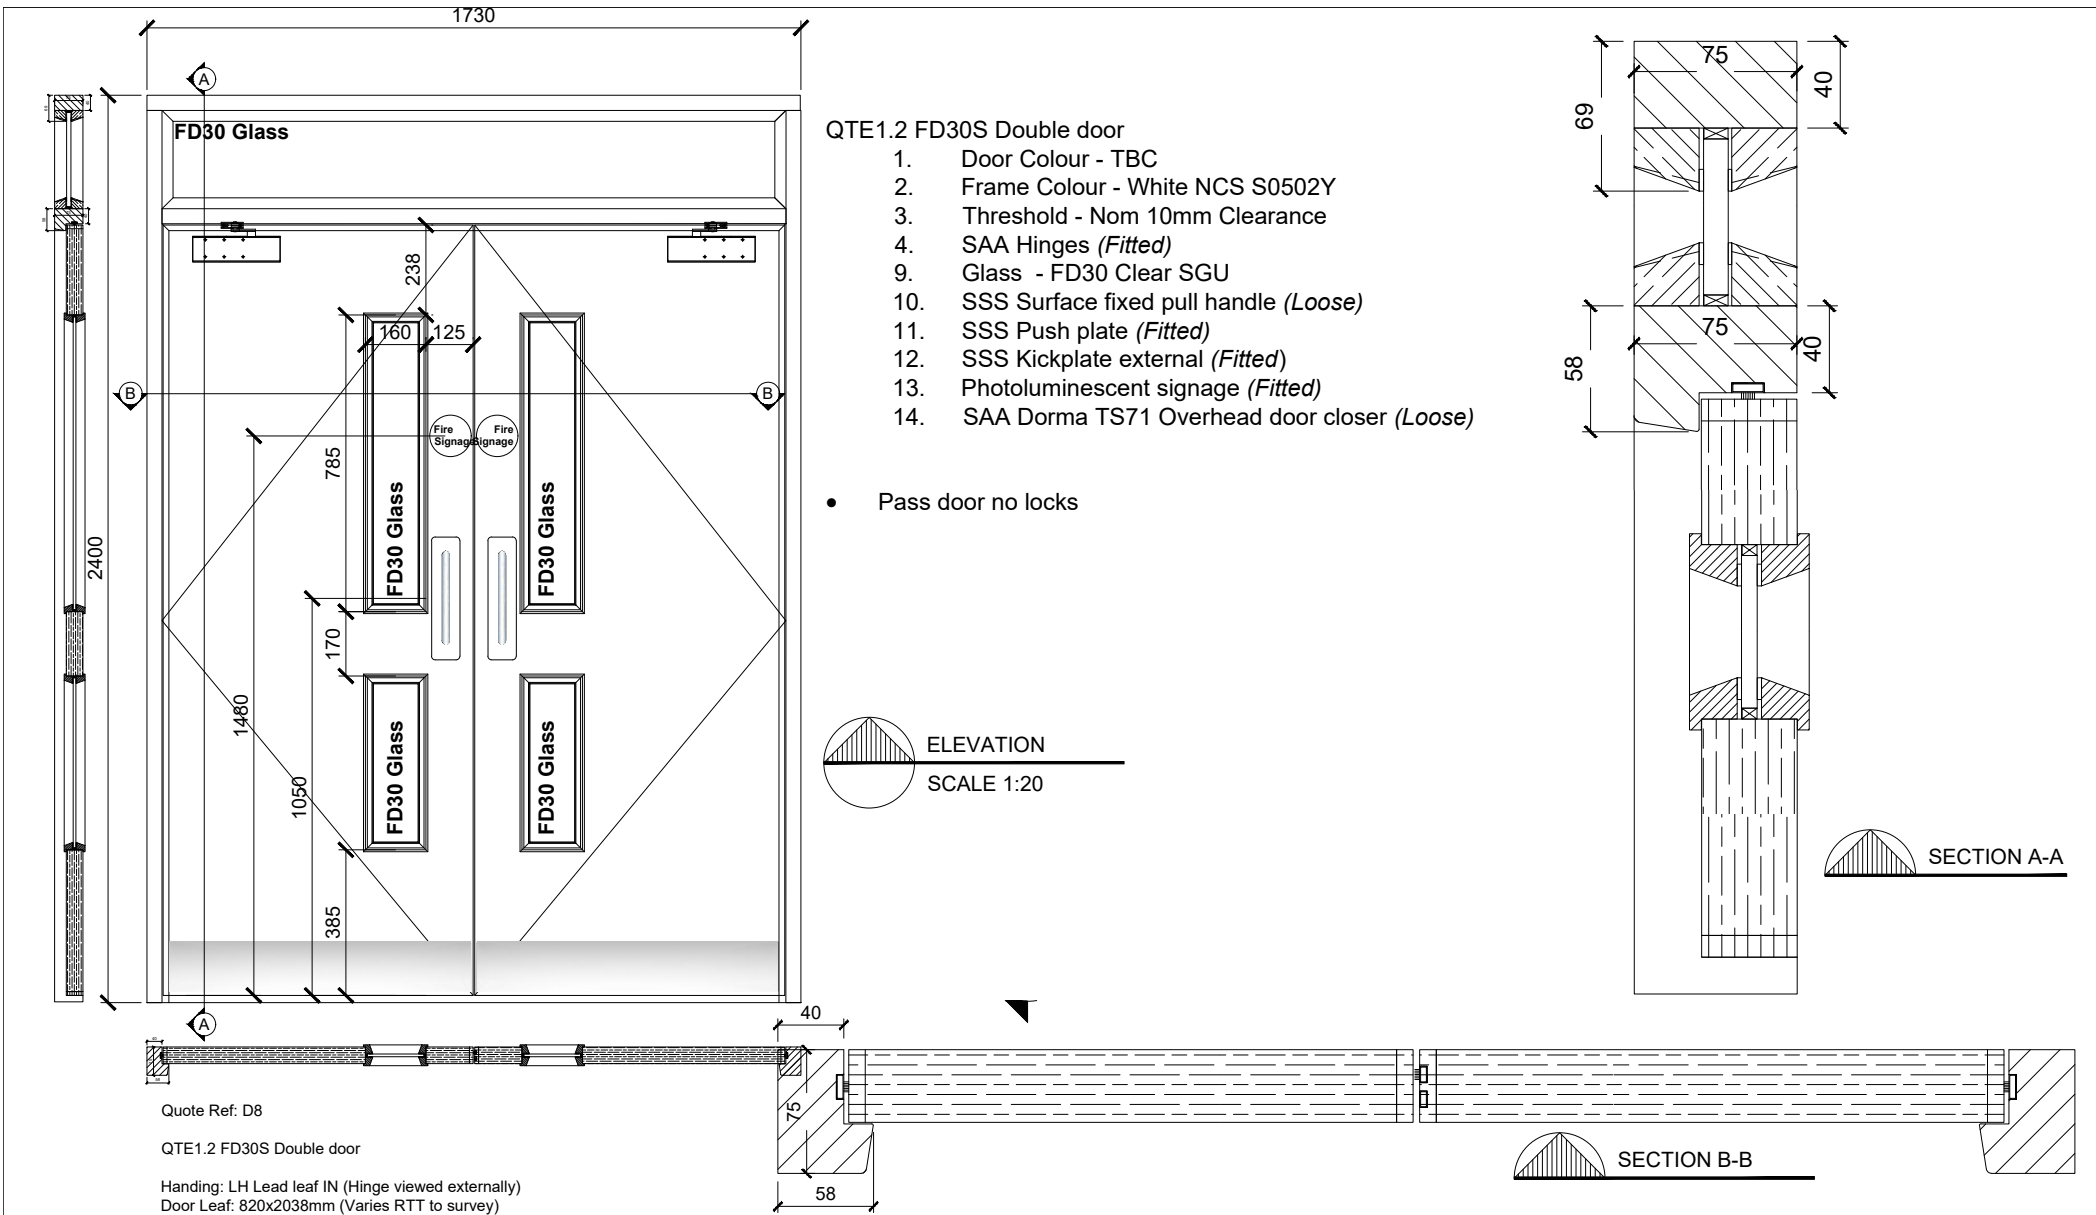 1730
A
FD30 Glass
238
160
125
B
B
Fire
Signage
Fire
Signage
785
FD30 Glass
FD30 Glass
2400
170
1480
1050
FD30 Glass
FD30 Glass
385
A
QTE1.2 FD30S Double door
1. Door Colour - TBC
2. Frame Colour - White NCS S0502Y
3. Threshold - Nom 10mm Clearance
4. SAA Hinges (Fitted)
9. Glass - FD30 Clear SGU
10. SSS Surface fixed pull handle (Loose)
11. SSS Push plate (Fitted)
12. SSS Kickplate external (Fitted)
13. Photoluminescent signage (Fitted)
14. SAA Dorma TS71 Overhead door closer (Loose)
• Pass door no locks
ELEVATION
SCALE 1:20
75
40
69
75
40
58
SECTION A-A
40
75
58
SECTION B-B
Quote Ref: D8
QTE1.2 FD30S Double door
Handing: LH Lead leaf IN (Hinge viewed externally)
Door Leaf: 820x2038mm (Varies RTT to survey)